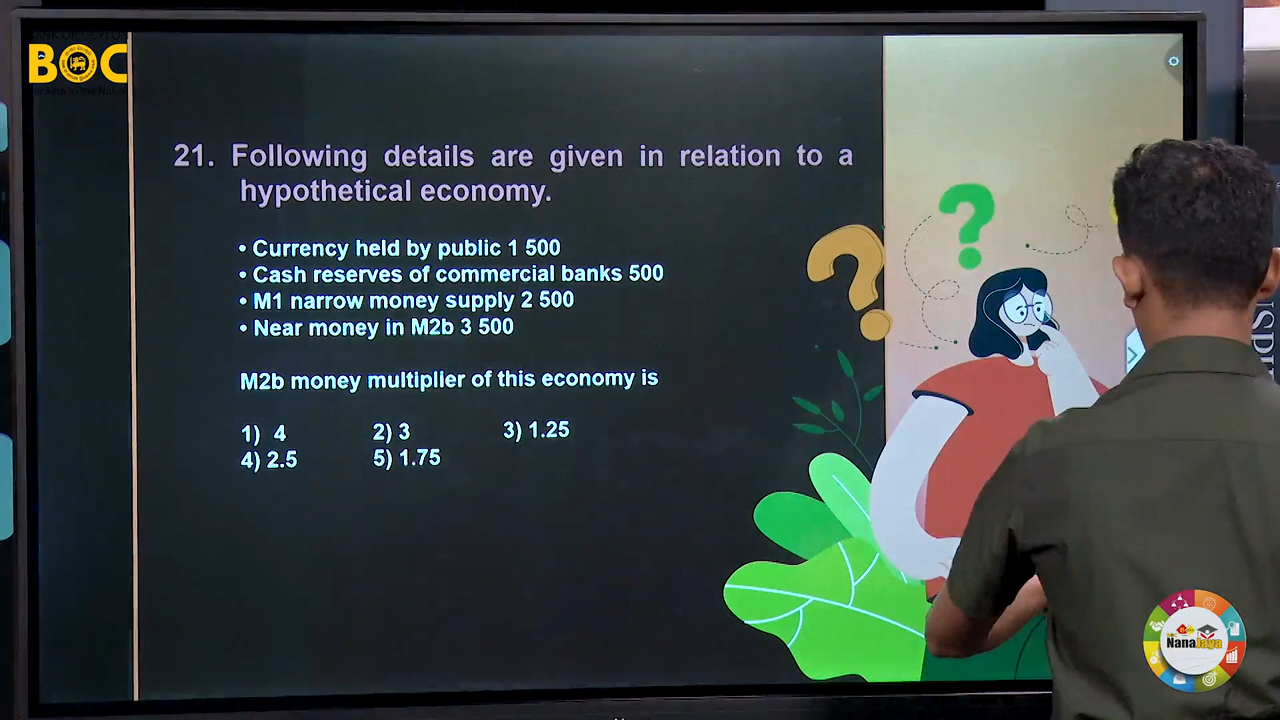 BOC
21. Following details are given in relation to a
hypothetical economy.
• Currency held by public 1 500
• Cash reserves of commercial banks 500
• M1 narrow money supply 2 500
• Near money in M2b 3 500
M2b money multiplier of this economy is
1) 4 2) 3 3) 1.25
4) 2.5 5) 1.75
NanaJaya